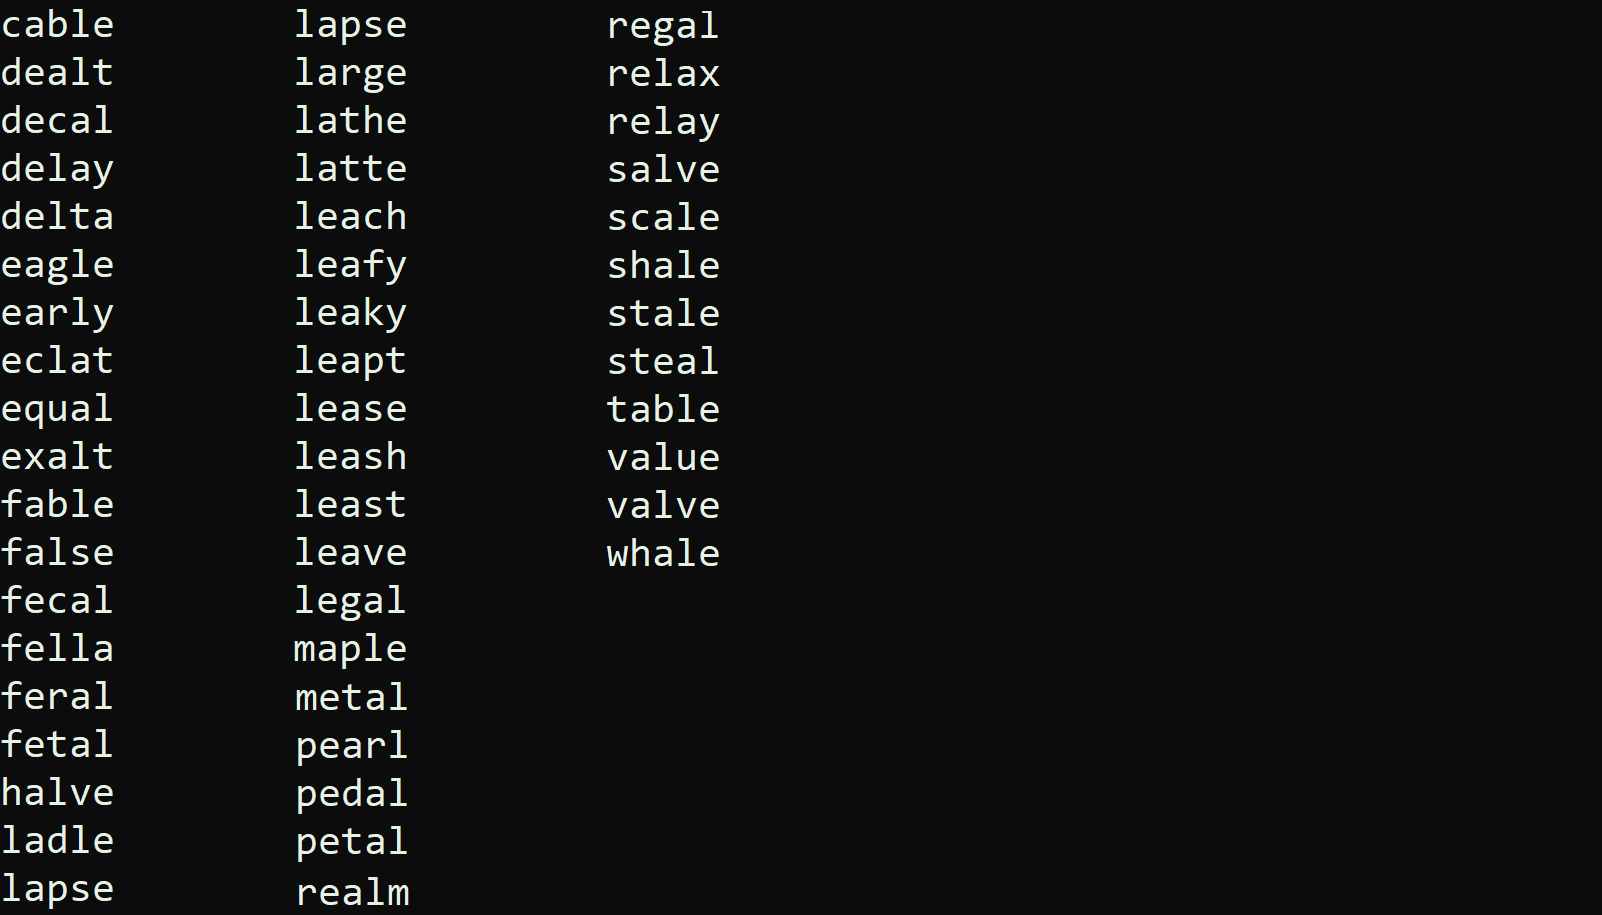 cable
dealt
decal
delay
delta
eagle
early
eclat
equal
exalt
fable
false
fecal
fella
feral
fetal
halve
ladle
lapse
lapse
large
lathe
latte
leach
leafy
leaky
leapt
lease
leash
least
leave
legal
maple
metal
pearl
pedal
petal
realm
regal
relax
relay
salve
scale
shale
stale
steal
table
value
valve
whale